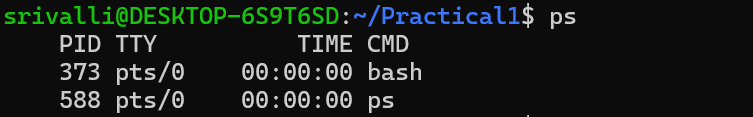 srivalli@DESKTOP-6S9T6SD:~/Practical1$ ps
    PID TTY          TIME CMD
    373 pts/0    00:00:00 bash
    588 pts/0    00:00:00 ps